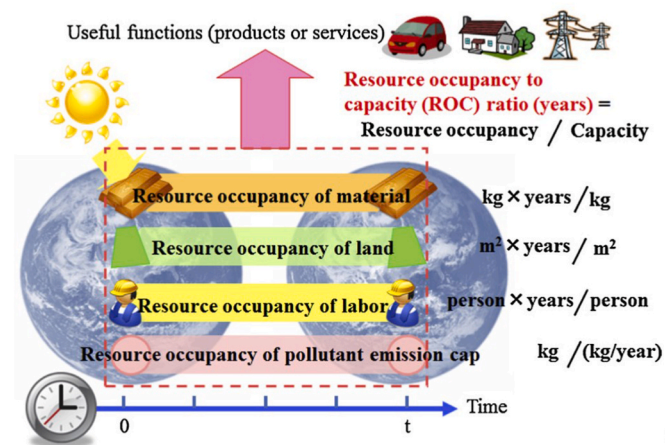 Useful functions (products or services)
Resource occupancy to
capacity (ROC) ratio (years) =
Resource occupancy / Capacity
Resource occupancy of material
kg × years / kg
Resource occupancy of land
m² × years / m²
Resource occupancy of labor
person × years / person
Resource occupancy of pollutant emission cap
kg / (kg/year)
Time
0
t